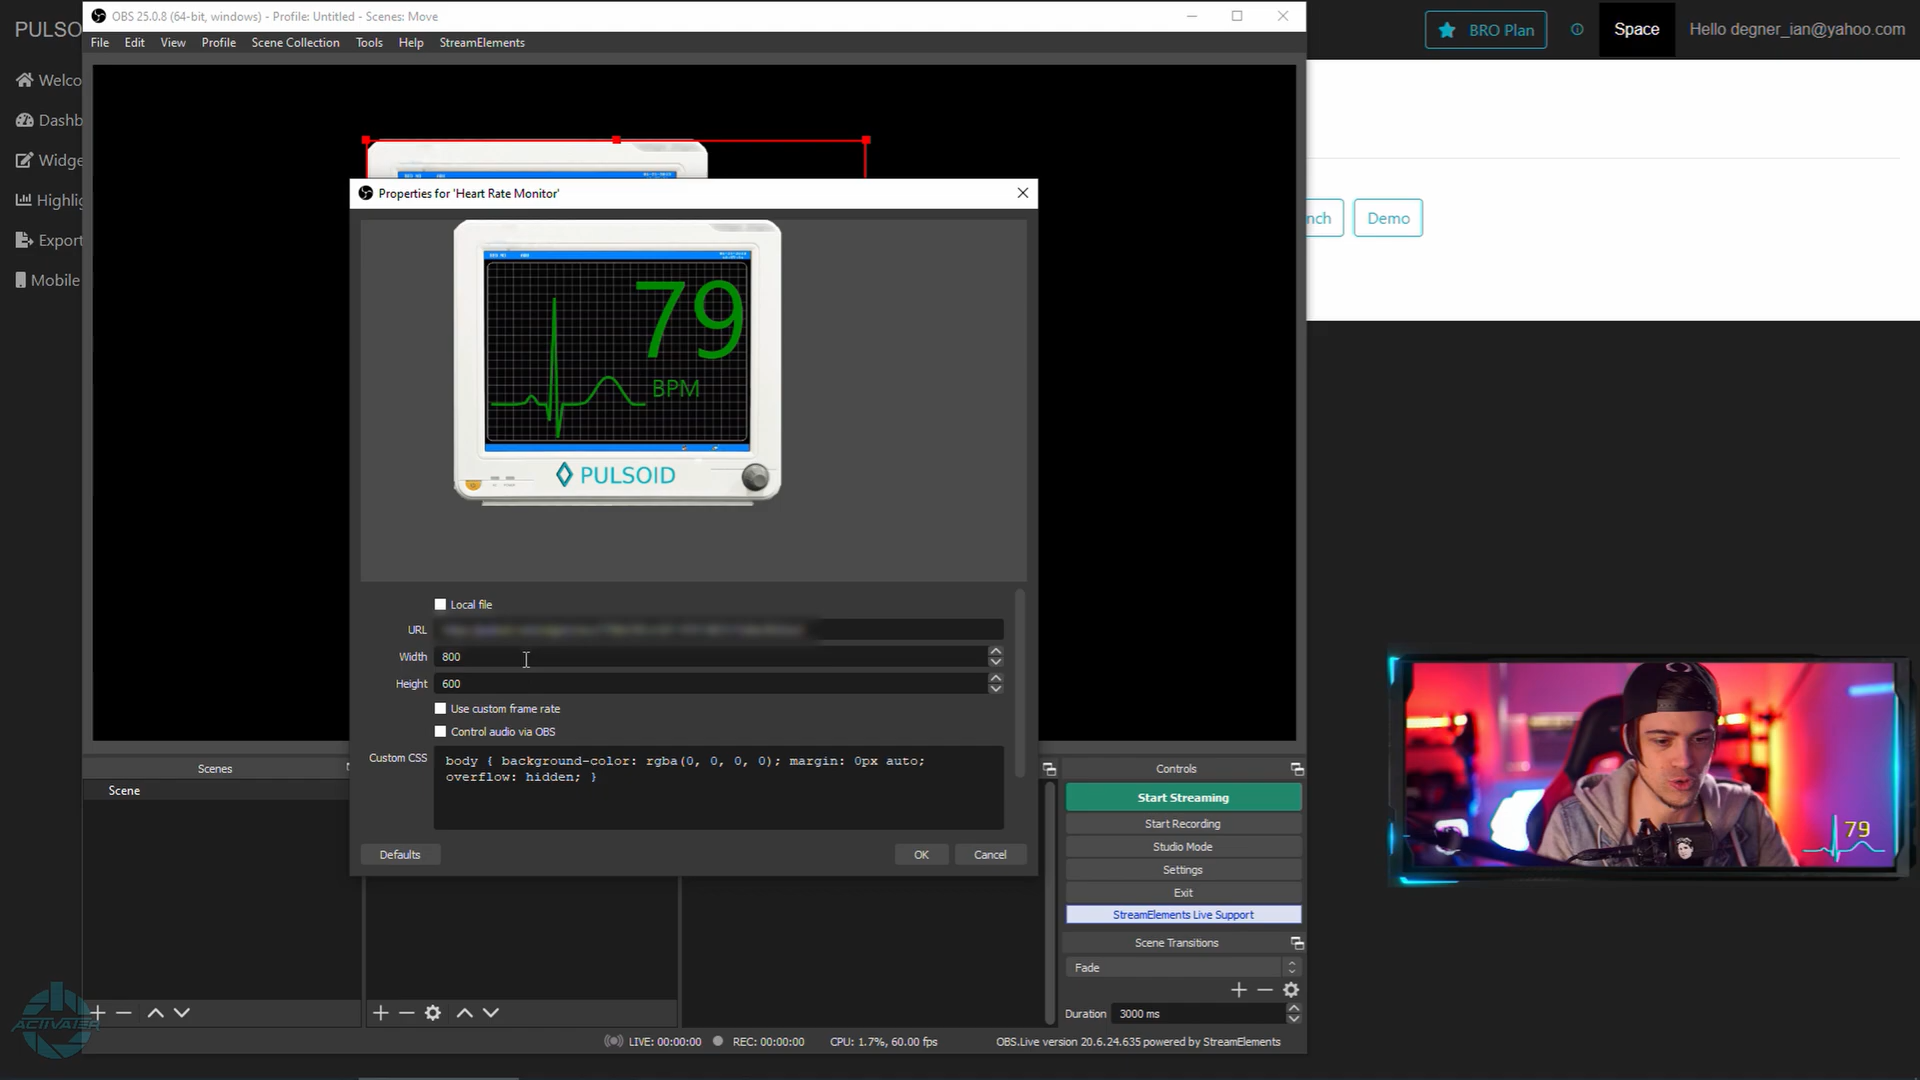 PULSO
OBS 25.0.8 (64-bit, windows) - Profile: Untitled - Scenes: Move
BRO Plan
Space
Hello degner_ian@yahoo.com
File Edit View Profile Scene Collection Tools Help StreamElements
Welco
Dashb
Widge
Highlig
Export
Mobile
nch
Demo
Properties for 'Heart Rate Monitor'
79
BPM
PULSOID
Local file
URL
Width 800
Height 600
Use custom frame rate
Control audio via OBS
Custom CSS
body { background-color: rgba(0, 0, 0, 0); margin: 0px auto;
overflow: hidden; }
Defaults
OK
Cancel
Scenes
Scene
Controls
Start Streaming
Start Recording
Studio Mode
Settings
Exit
StreamElements Live Support
Scene Transitions
Fade
Duration 3000 ms
79
ACTIVATER
LIVE: 00:00:00
REC: 00:00:00
CPU: 1.7%, 60.00 fps
OBS.Live version 20.6.24.635 powered by StreamElements